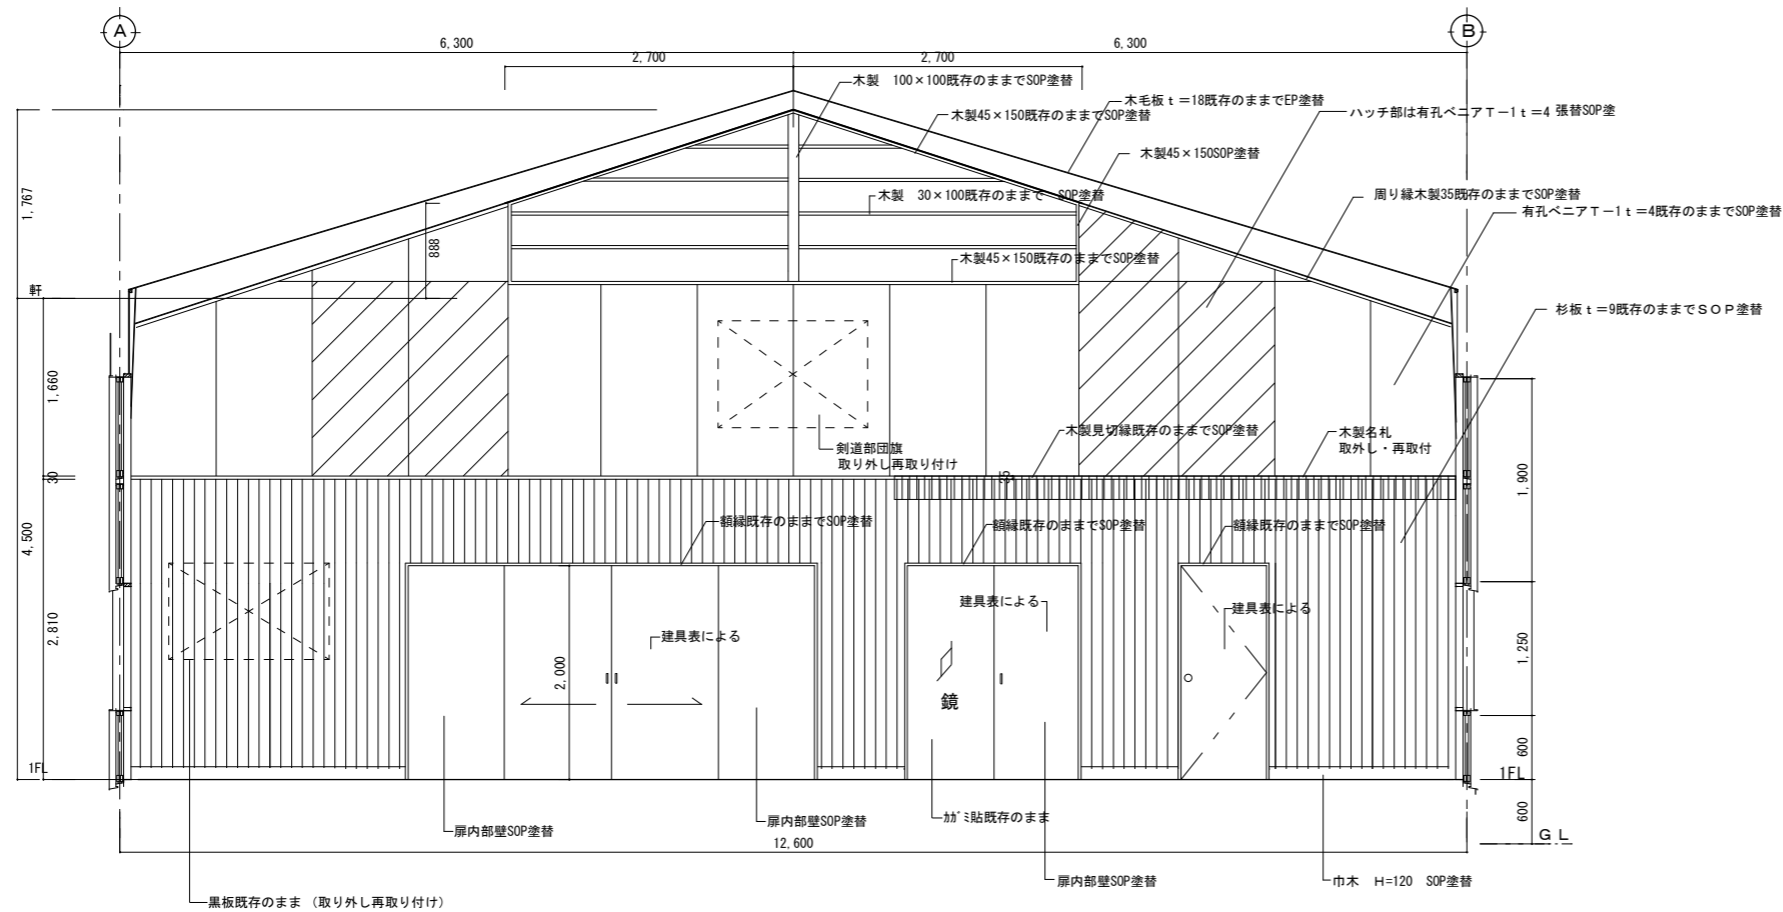 A
B
6,300
6,300
2,700
2,700
木製　100×100既存のままでSOP塗替
木毛板ｔ＝18既存のままでEP塗替
木製45×150既存のままでSOP塗替
ハッチ部は有孔ベニアＴ－1ｔ＝4 張替SOP塗
木製45×150SOP塗替
1,767
木製　30×100既存のままで　SOP塗替
周り縁木製35既存のままでSOP塗替
有孔ベニアＴ－1ｔ＝4既存のままでSOP塗替
888
木製45×150既存のままでSOP塗替
軒
杉板ｔ＝9既存のままでＳＯＰ塗替
1,660
木製見切縁既存のままでSOP塗替
木製名札
取外し・再取付
剣道部団旗
取り外し再取り付け
30
1,900
4,500
額縁既存のままでSOP塗替
額縁既存のままでSOP塗替
額縁既存のままでSOP塗替
建具表による
建具表による
建具表による
2,810
2,000
1,250
鏡
600
1FL
1FL
600
ｶｶﾞﾐ貼既存のまま
扉内部壁SOP塗替
扉内部壁SOP塗替
ＧＬ
12,600
扉内部壁SOP塗替
巾木　H=120　SOP塗替
黒板既存のまま （取り外し再取り付け）